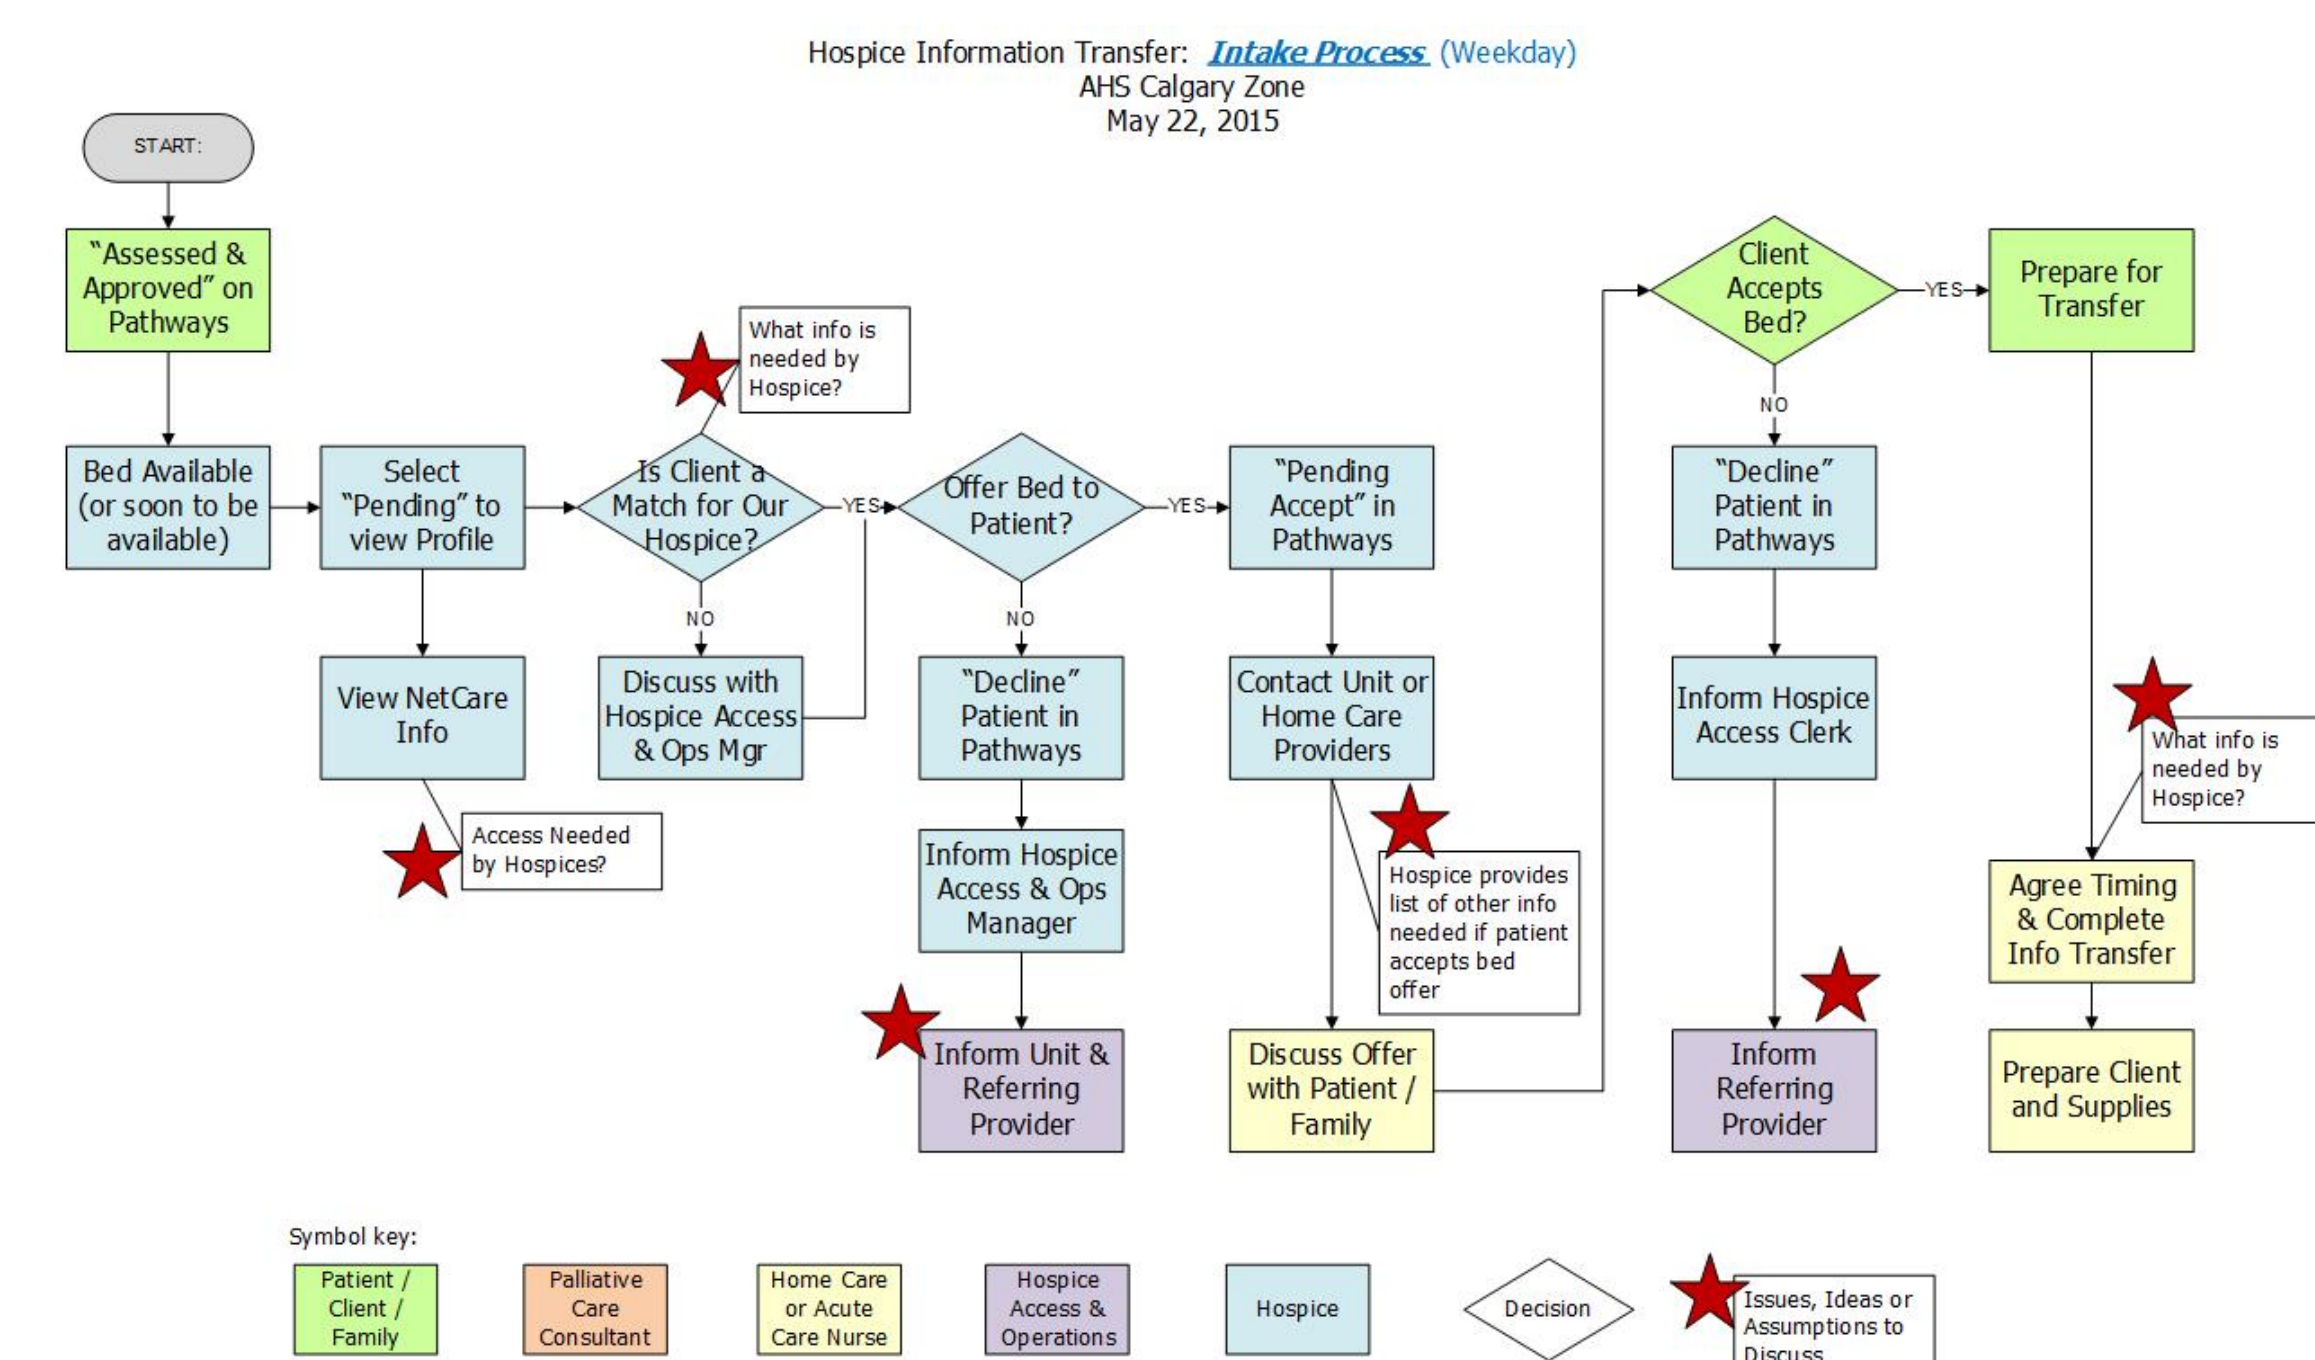 Hospice Information Transfer: Intake Process (Weekday)
AHS Calgary Zone
May 22, 2015
START:
“Assessed &
Approved” on
Pathways
Bed Available
(or soon to be
available)
Select
“Pending” to
view Profile
View NetCare
Info
Access Needed
by Hospices?
What info is
needed by
Hospice?
Is Client a
Match for Our
Hospice?
YES
NO
Discuss with
Hospice Access
& Ops Mgr
Offer Bed to
Patient?
YES
NO
“Decline”
Patient in
Pathways
Inform Hospice
Access & Ops
Manager
Inform Unit &
Referring
Provider
“Pending
Accept” in
Pathways
Contact Unit or
Home Care
Providers
Hospice provides
list of other info
needed if patient
accepts bed
offer
Discuss Offer
with Patient /
Family
Client
Accepts
Bed?
YES
NO
“Decline”
Patient in
Pathways
Inform Hospice
Access Clerk
Inform
Referring
Provider
Prepare for
Transfer
What info is
needed by
Hospice?
Agree Timing
& Complete
Info Transfer
Prepare Client
and Supplies
Symbol key:
Patient /
Client /
Family
Palliative
Care
Consultant
Home Care
or Acute
Care Nurse
Hospice
Access &
Operations
Hospice
Decision
Issues, Ideas or
Assumptions to
Discuss